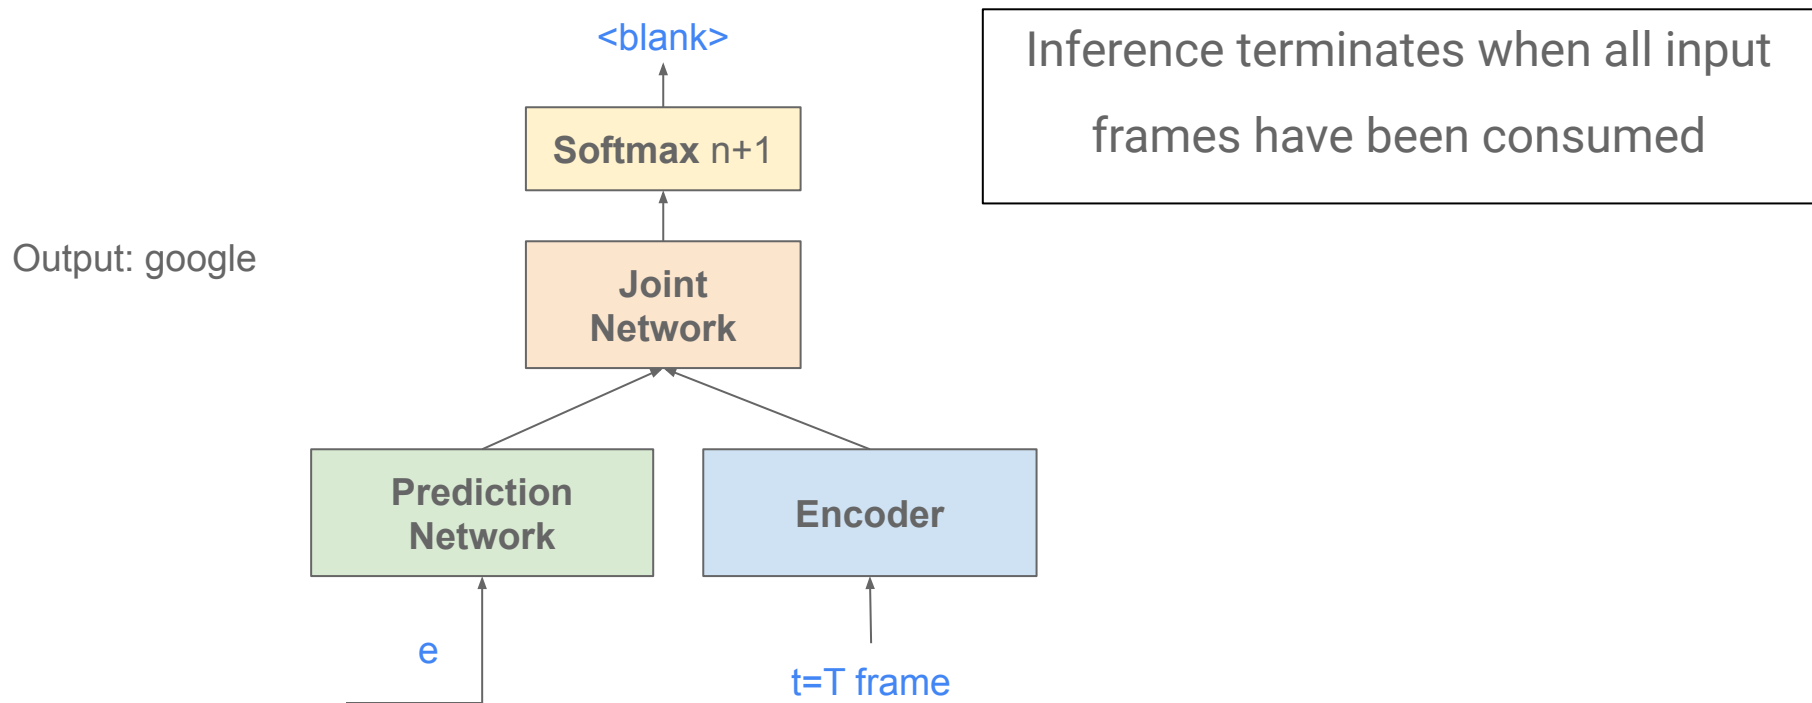 <blank>
Inference terminates when all input
frames have been consumed
Softmax n+1
Output: google
Joint
Network
Prediction
Network
Encoder
e
t=T frame